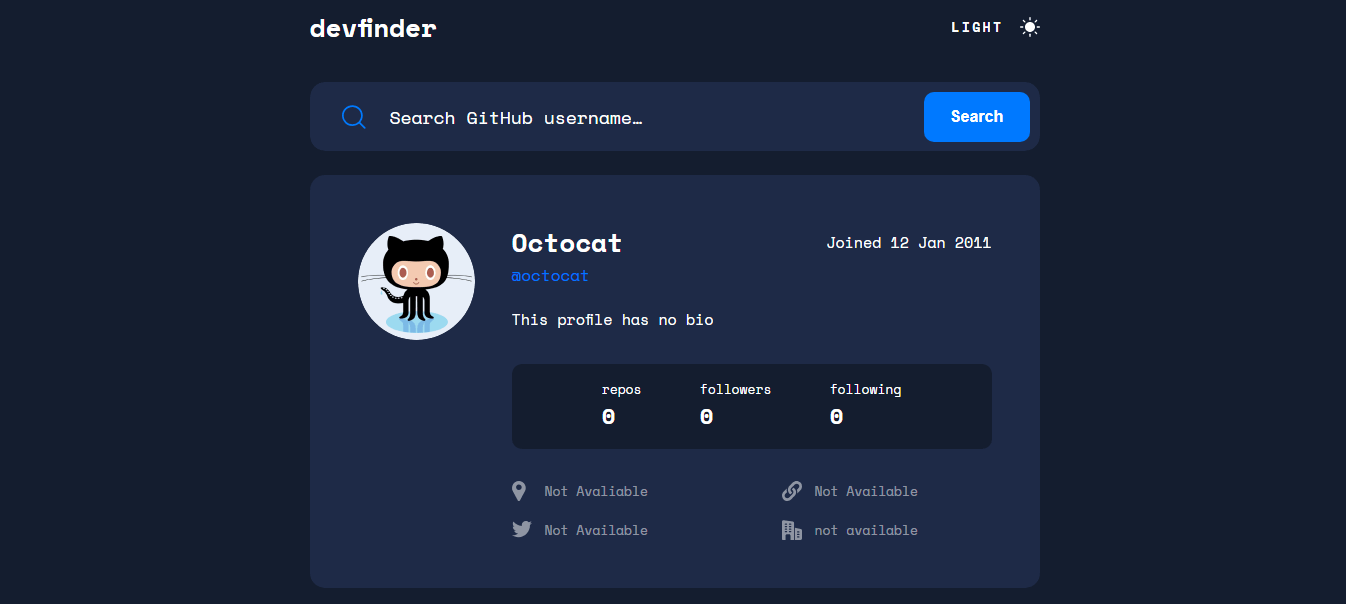 devfinder
LIGHT
Search GitHub username…
Search
Octocat
Joined 12 Jan 2011
@octocat
This profile has no bio
repos followers following
0 0 0
Not Avaliable
Not Available
Not Available
not available